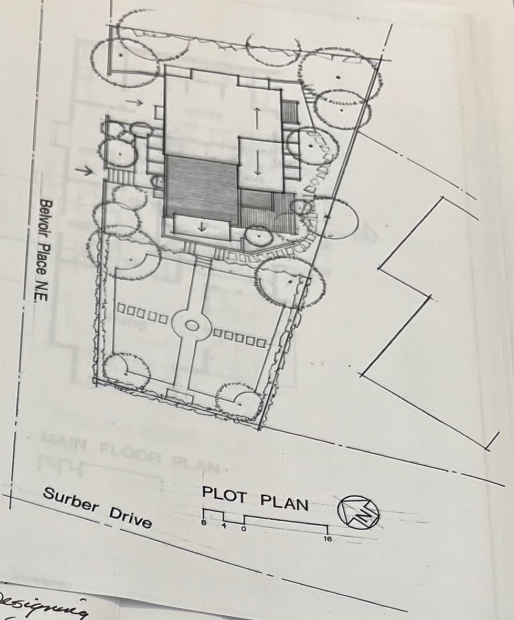 Belvoir Place N.E.
MAIN FLOOR PLAN
Surber Drive
PLOT PLAN
N
8 4 0 16
Designing